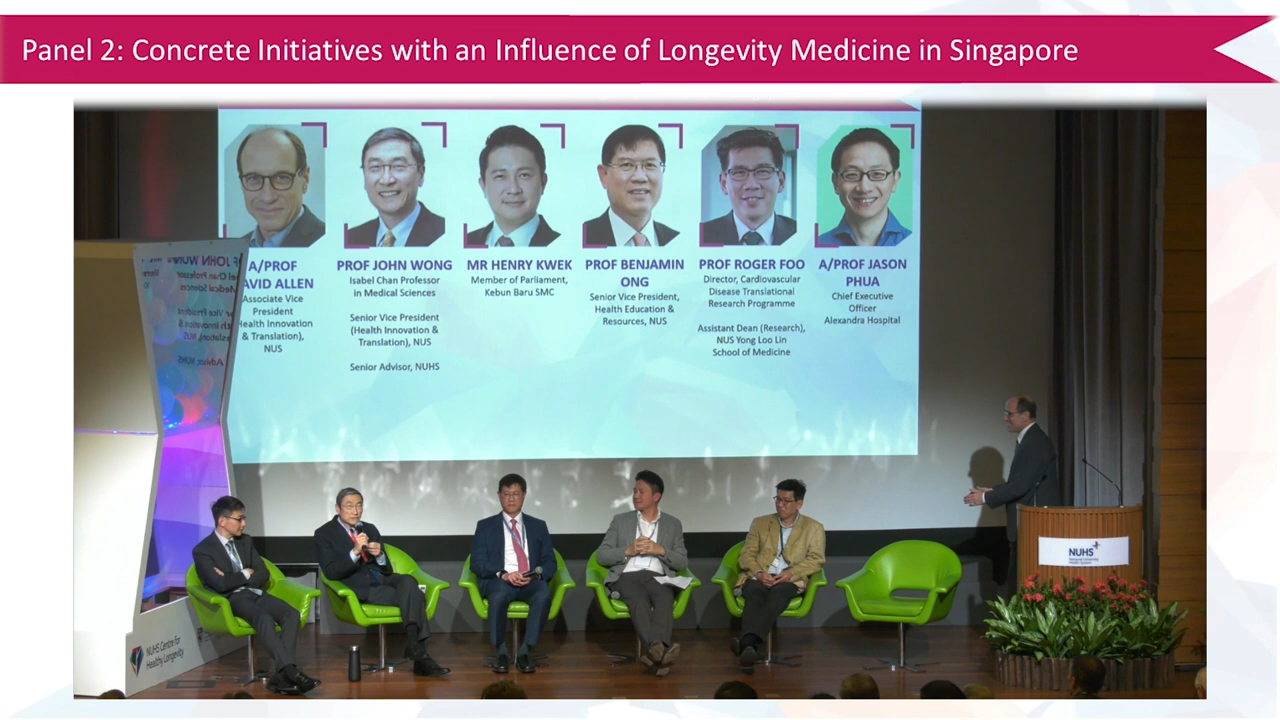 Panel 2: Concrete Initiatives with an Influence of Longevity Medicine in Singapore
A/PROF
AVID ALLEN
Associate Vice
President
Health Innovation
& Translation),
NUS
PROF JOHN WONG
Isabel Chan Professor
in Medical Sciences
Senior Vice President
(Health Innovation &
Translation), NUS
Senior Advisor, NUHS
MR HENRY KWEK
Member of Parliament,
Kebun Baru SMC
PROF BENJAMIN
ONG
Senior Vice President,
Health Education &
Resources, NUS
PROF ROGER FOO
Director, Cardiovascular
Disease Translational
Research Programme
Assistant Dean (Research),
NUS Yong Loo Lin
School of Medicine
A/PROF JASON
PHUA
Chief Executive
Officer
Alexandra Hospital
NUHS
National University
Health System
NUHS Centre for
Healthy Longevity